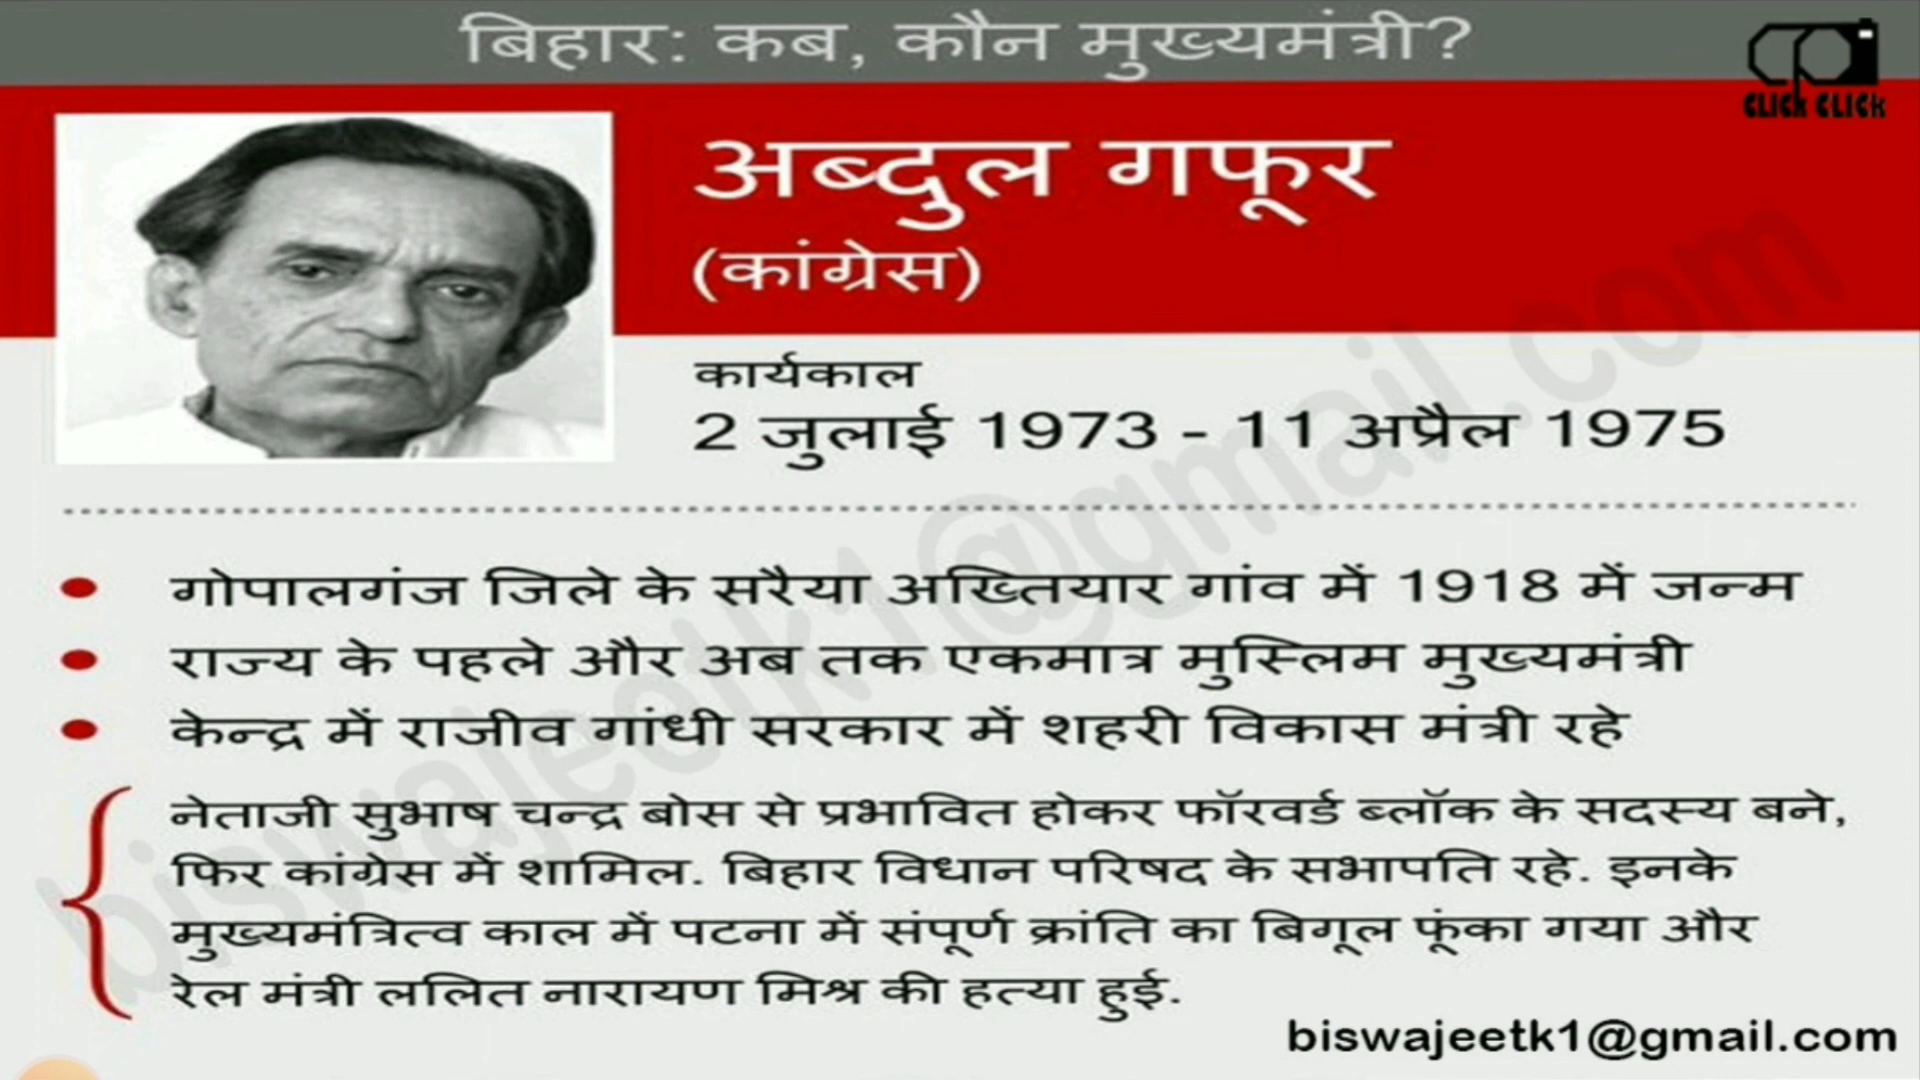 बिहार: कब, कौन मुख्यमंत्री?
CLICK CLICK
अब्दुल गफूर
(कांग्रेस)
कार्यकाल
2 जुलाई 1973 - 11 अप्रैल 1975
गोपालगंज जिले के सरैया अख्तियार गांव में 1918 में जन्म
राज्य के पहले और अब तक एकमात्र मुस्लिम मुख्यमंत्री
केन्द्र में राजीव गांधी सरकार में शहरी विकास मंत्री रहे
नेताजी सुभाष चन्द्र बोस से प्रभावित होकर फॉरवर्ड ब्लॉक के सदस्य बने,
फिर कांग्रेस में शामिल. बिहार विधान परिषद के सभापति रहे. इनके
मुख्यमंत्रित्व काल में पटना में संपूर्ण क्रांति का बिगूल फूंका गया और
रेल मंत्री ललित नारायण मिश्र की हत्या हुई.
biswajeetk1@gmail.com
biswajeetk1@gmail.com